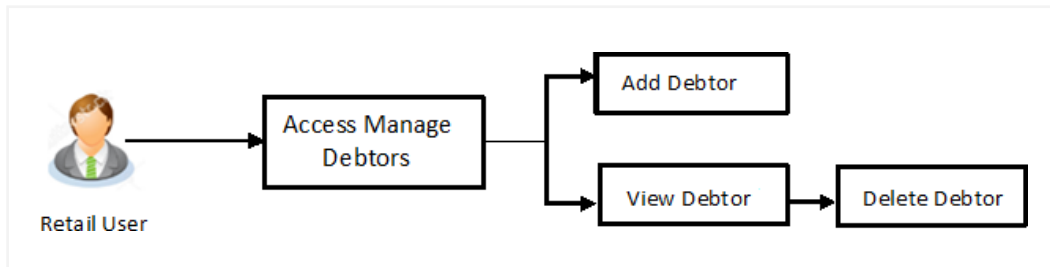 Add Debtor
Access Manage
Debtors
View Debtor
Delete Debtor
Retail User